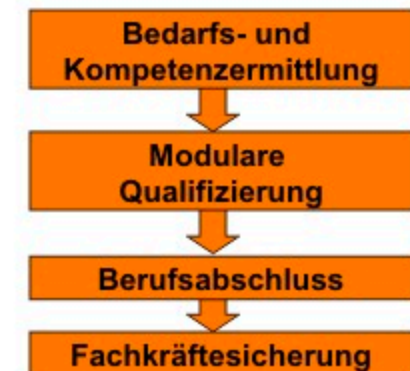 Bedarfs- und
Kompetenzermittlung
Modulare
Qualifizierung
Berufsabschluss
Fachkräftesicherung